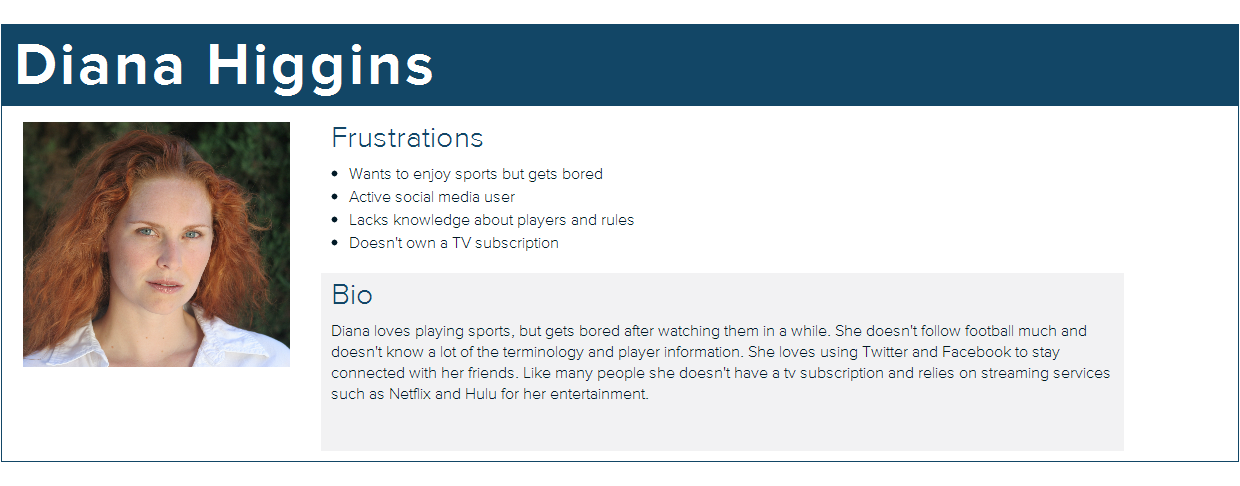 Diana Higgins
Frustrations
Wants to enjoy sports but gets bored
Active social media user
Lacks knowledge about players and rules
Doesn't own a TV subscription
Bio
Diana loves playing sports, but gets bored after watching them in a while. She doesn't follow football much and
doesn't know a lot of the terminology and player information. She loves using Twitter and Facebook to stay
connected with her friends. Like many people she doesn't have a tv subscription and relies on streaming services
such as Netflix and Hulu for her entertainment.